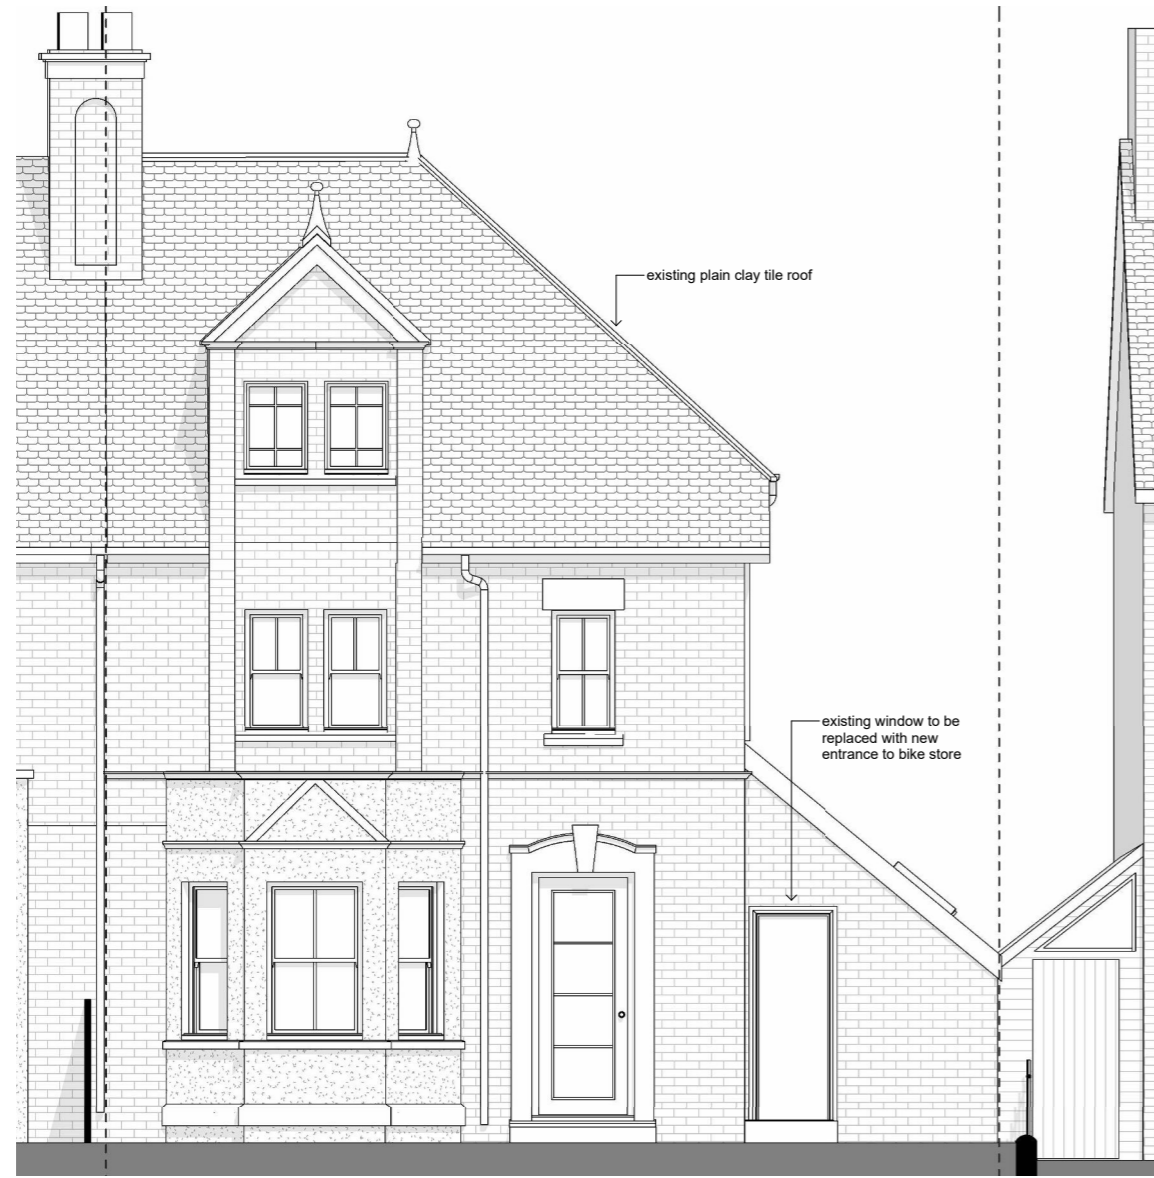 existing plain clay tile roof
existing window to be
replaced with new
entrance to bike store